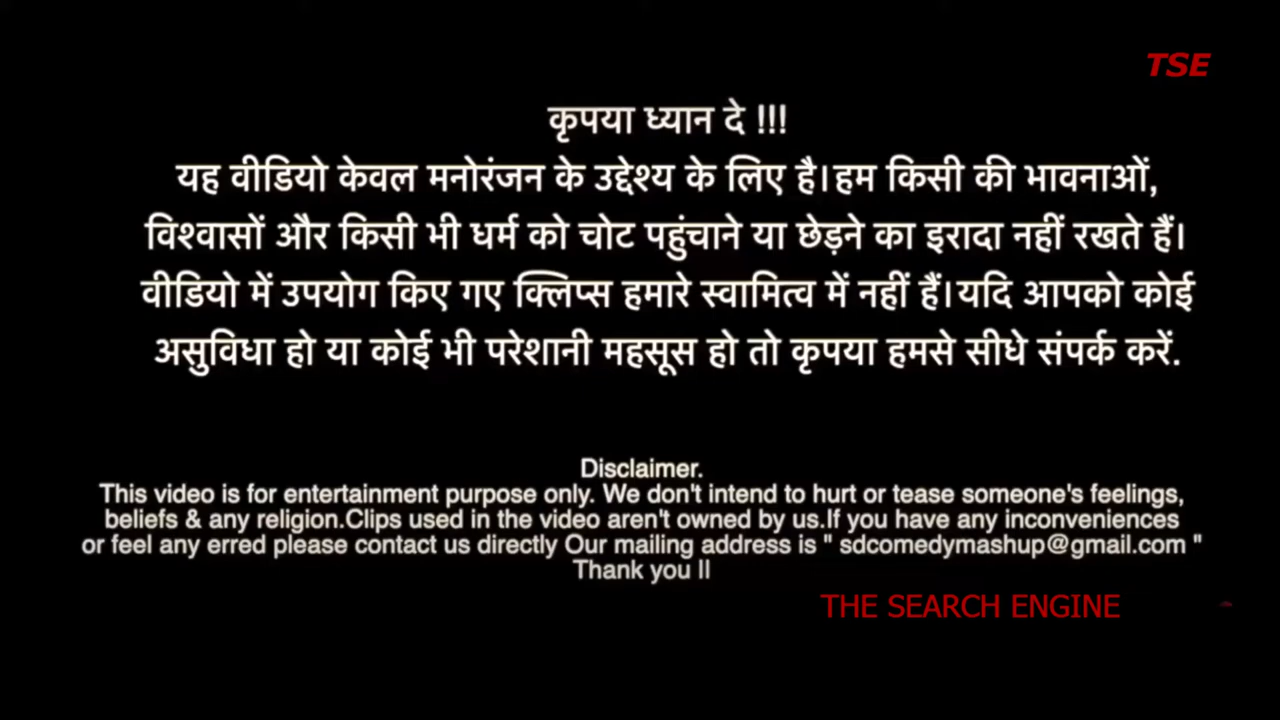 TSE
कृपया ध्यान दे !!!
यह वीडियो केवल मनोरंजन के उद्देश्य के लिए है।हम किसी की भावनाओं,
विश्वासों और किसी भी धर्म को चोट पहुंचाने या छेड़ने का इरादा नहीं रखते हैं।
वीडियो में उपयोग किए गए क्लिप्स हमारे स्वामित्व में नहीं हैं।यदि आपको कोई
असुविधा हो या कोई भी परेशानी महसूस हो तो कृपया हमसे सीधे संपर्क करें.
Disclaimer.
This video is for entertainment purpose only. We don't intend to hurt or tease someone's feelings,
beliefs & any religion.Clips used in the video aren't owned by us.If you have any inconveniences
or feel any erred please contact us directly Our mailing address is " sdcomedymashup@gmail.com "
Thank you ll
THE SEARCH ENGINE